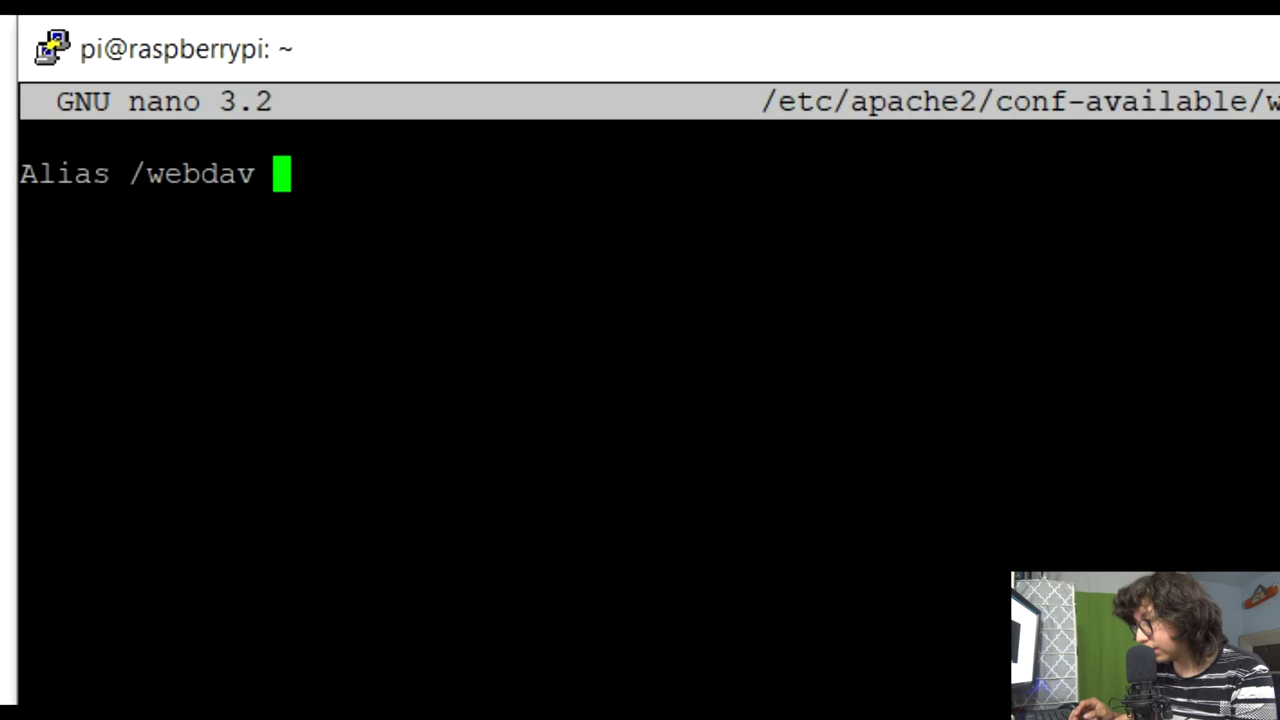 pi@raspberrypi: ~
GNU nano 3.2 /etc/apache2/conf-available/w
Alias /webdav